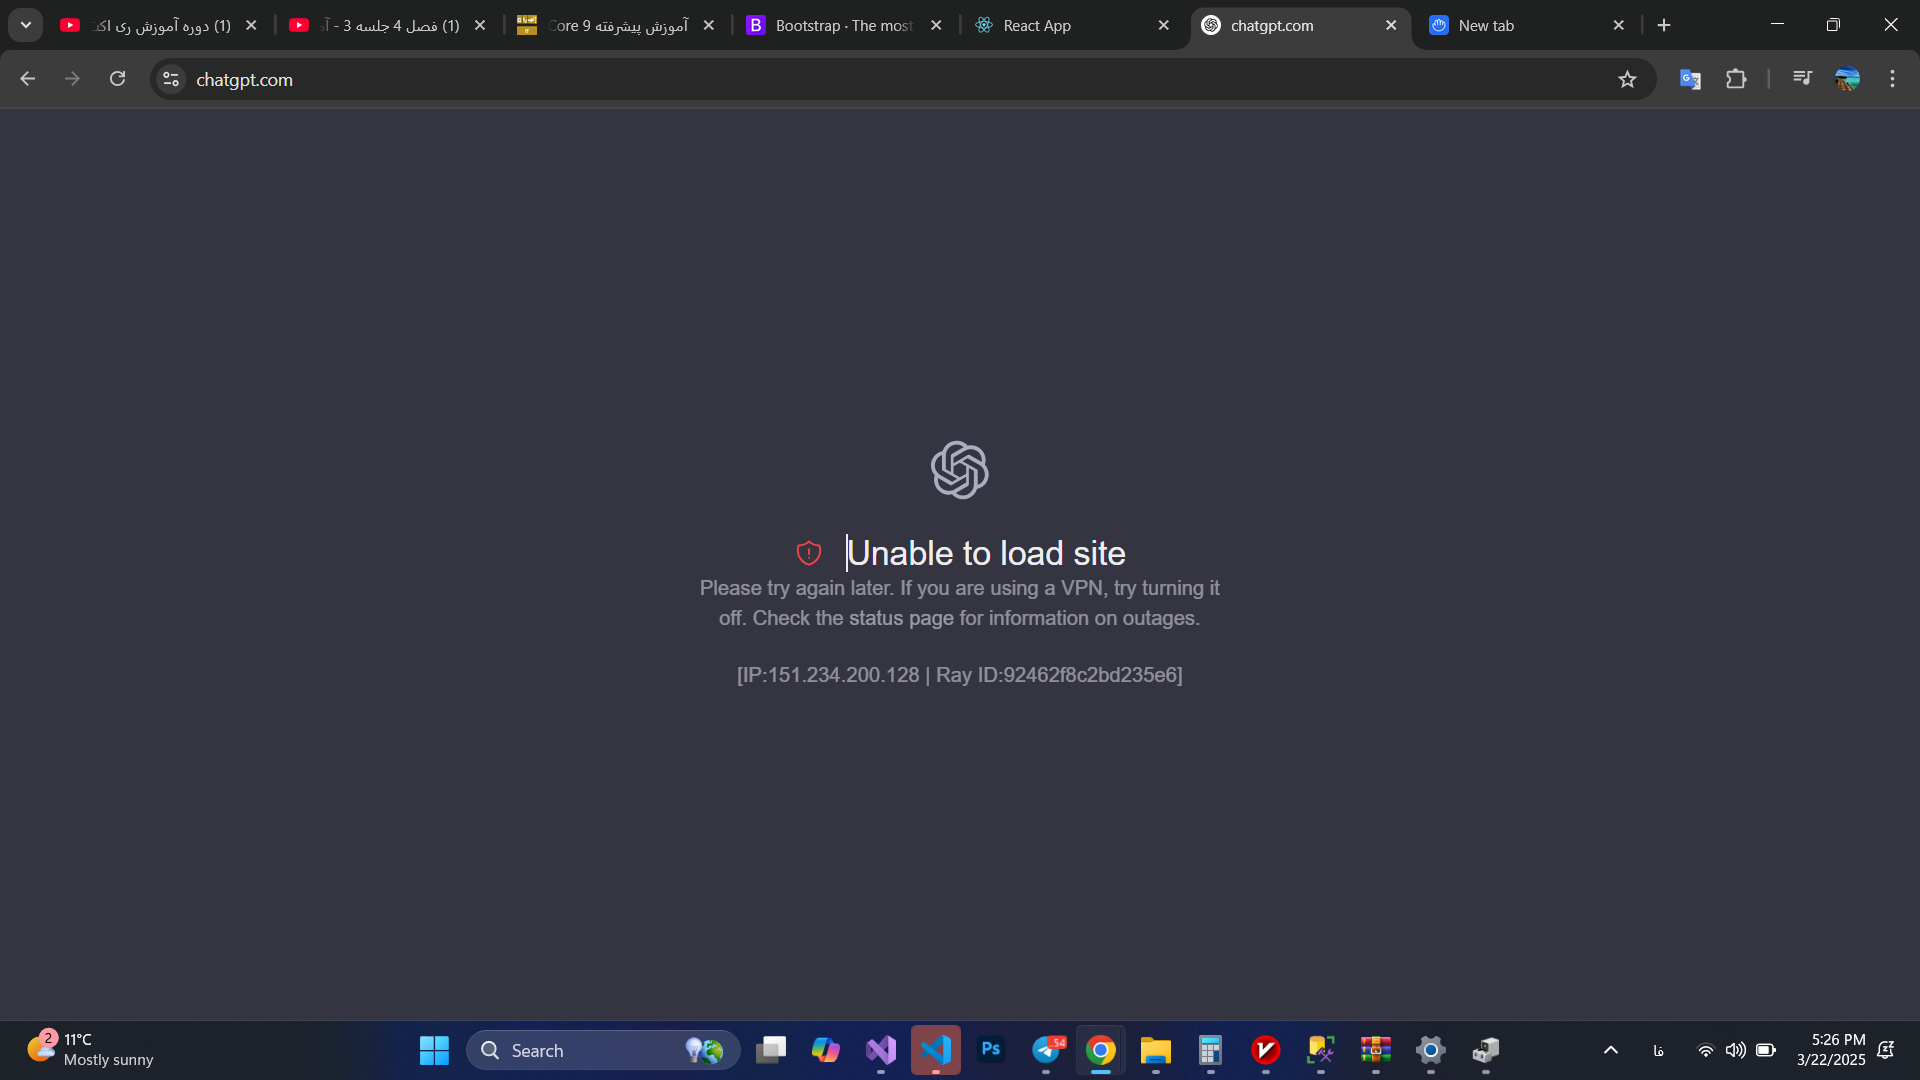 (1) دوره آموزش ری اکت
(1) فصل 4 جلسه 3 -
آموزش پیشرفته Core 9
Bootstrap · The most
React App
chatgpt.com
New tab
chatgpt.com
Unable to load site
Please try again later. If you are using a VPN, try turning it
off. Check the status page for information on outages.
[IP:151.234.200.128 | Ray ID:92462f8c2bd235e6]
2
11°C
Mostly sunny
Search
Ps
54
فا
5:26 PM
3/22/2025